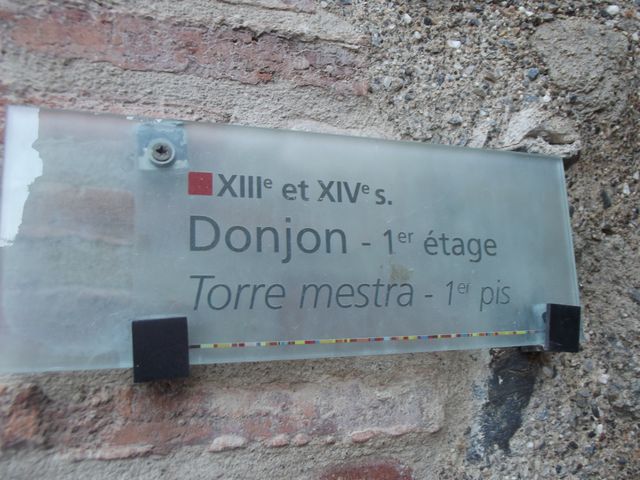 XIIIe et XIVe s.
Donjon - 1er étage
Torre mestra - 1er pis